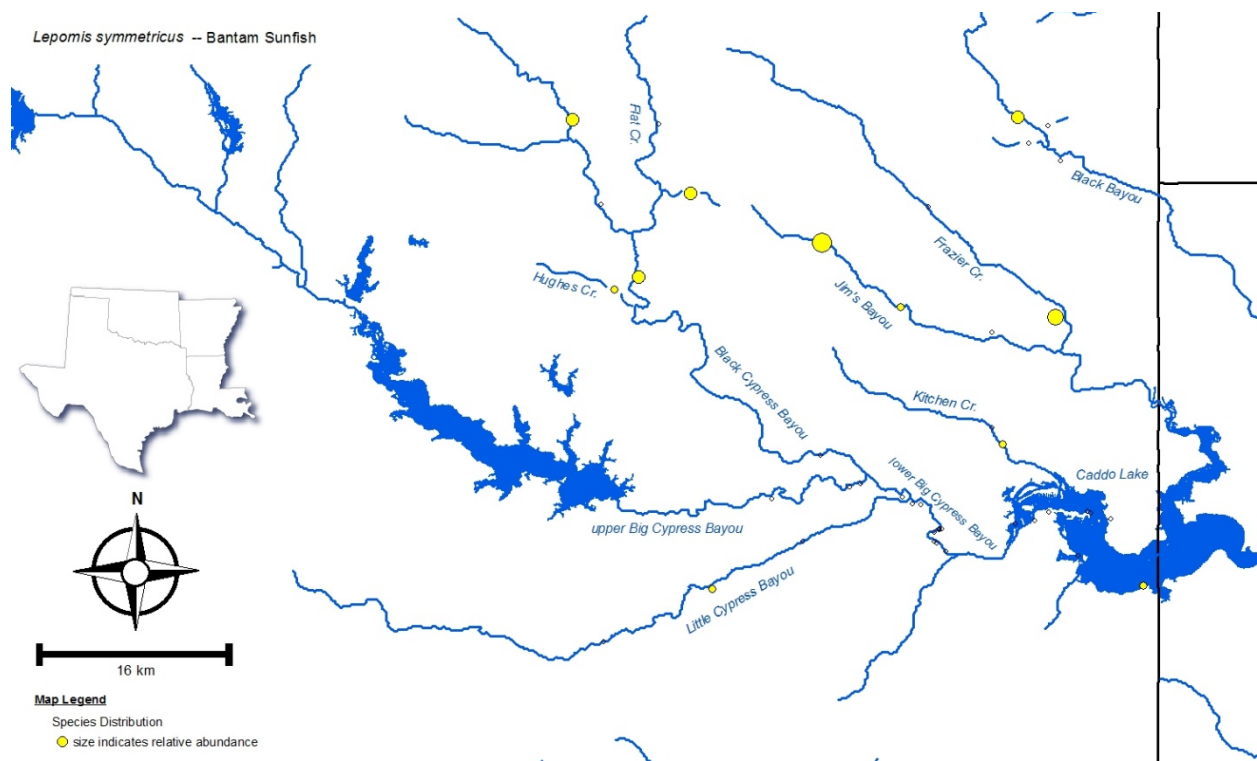 Lepomis symmetricus -- Bantam Sunfish
Flat Cr.
Black Bayou
Frazier Cr.
Hughes Cr.
Jim's Bayou
Black Cypress Bayou
Kitchen Cr.
lower Big Cypress Bayou
Caddo Lake
upper Big Cypress Bayou
Little Cypress Bayou
N
16 km
Map Legend
Species Distribution
size indicates relative abundance